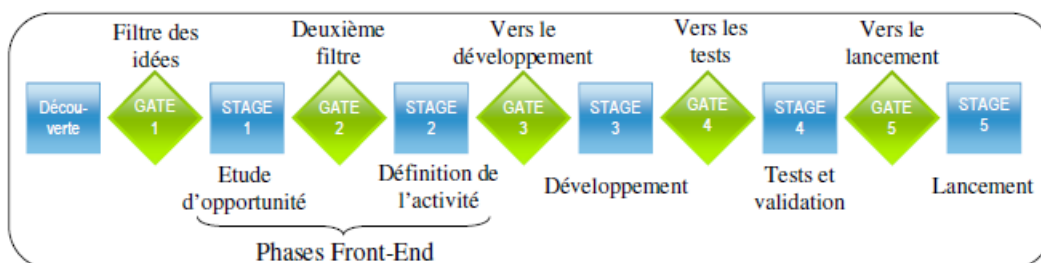 Filtre des
idées
Deuxième
filtre
Vers le
développement
Vers les
tests
Vers le
lancement
Décou-
verte
GATE
1
STAGE
1
GATE
2
STAGE
2
GATE
3
STAGE
3
GATE
4
STAGE
4
GATE
5
STAGE
5
Etude
d'opportunité
Définition de
l'activité
Développement
Tests et
validation
Lancement
Phases Front-End